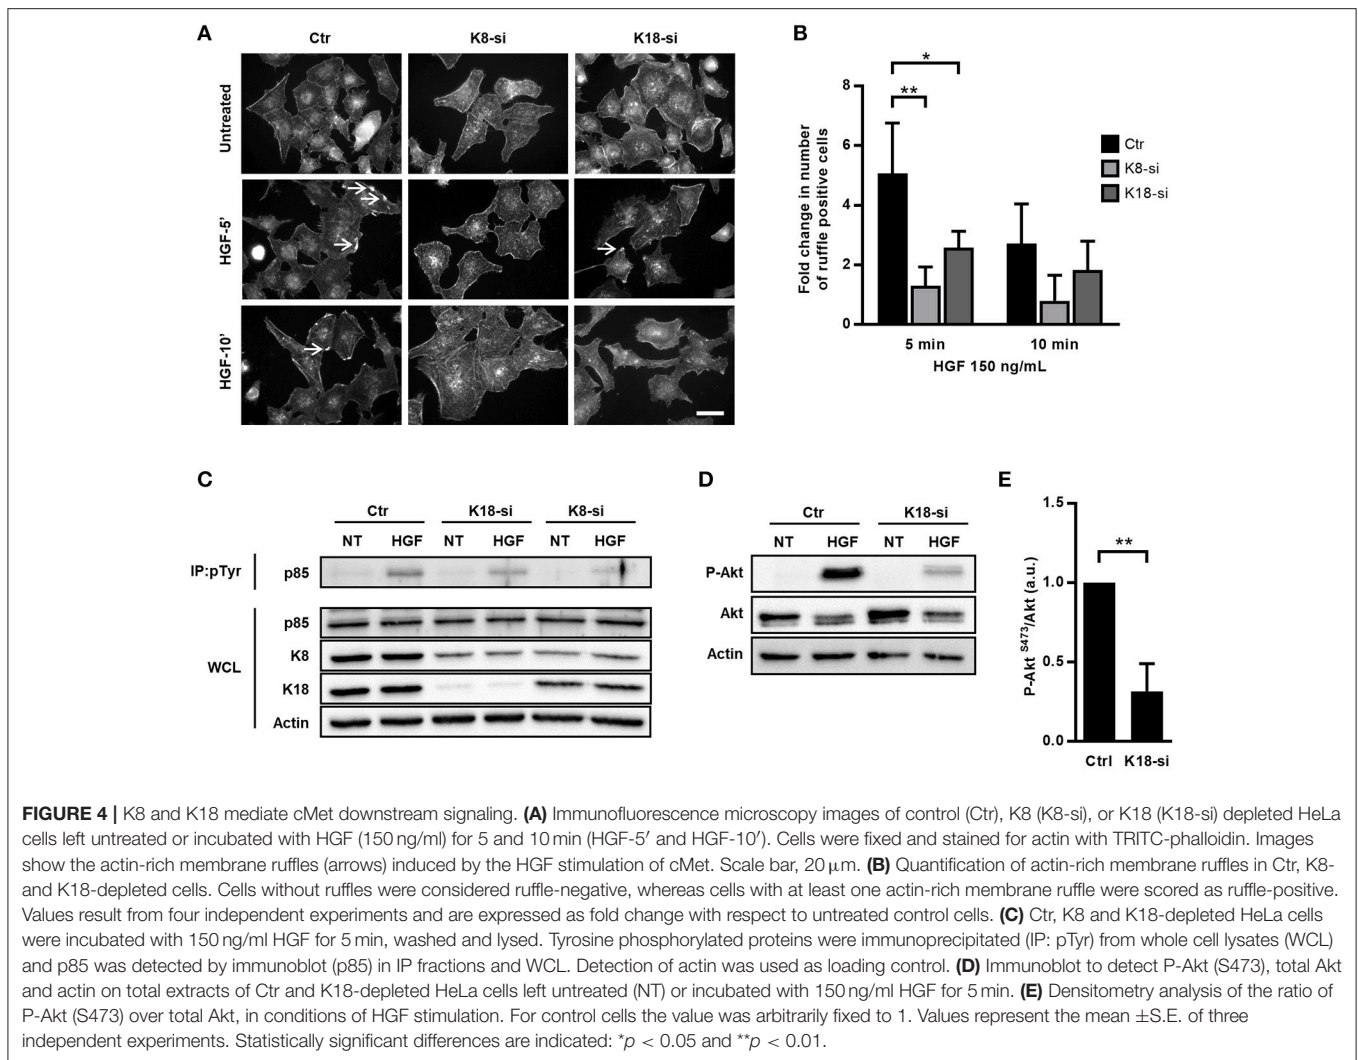 A
Ctr
K8-si
K18-si
Untreated
HGF-5'
HGF-10'
B
Fold change in number
of ruffle positive cells
8
6
4
2
0
*
**
Ctr
K8-si
K18-si
5 min
10 min
HGF 150 ng/mL
C
Ctr
K18-si
K8-si
NT
HGF
NT
HGF
NT
HGF
IP:pTyr
p85
WCL
p85
K8
K18
Actin
D
Ctr
K18-si
NT
HGF
NT
HGF
P-Akt
Akt
Actin
E
P-Akt S473/Akt (a.u.)
1.5
1.0
0.5
0.0
**
Ctrl
K18-si
FIGURE 4 | K8 and K18 mediate cMet downstream signaling. (A) Immunofluorescence microscopy images of control (Ctr), K8 (K8-si), or K18 (K18-si) depleted HeLa
cells left untreated or incubated with HGF (150 ng/ml) for 5 and 10 min (HGF-5′ and HGF-10′). Cells were fixed and stained for actin with TRITC-phalloidin. Images
show the actin-rich membrane ruffles (arrows) induced by the HGF stimulation of cMet. Scale bar, 20 μm. (B) Quantification of actin-rich membrane ruffles in Ctr, K8-
and K18-depleted cells. Cells without ruffles were considered ruffle-negative, whereas cells with at least one actin-rich membrane ruffle were scored as ruffle-positive.
Values result from four independent experiments and are expressed as fold change with respect to untreated control cells. (C) Ctr, K8 and K18-depleted HeLa cells
were incubated with 150 ng/ml HGF for 5 min, washed and lysed. Tyrosine phosphorylated proteins were immunoprecipitated (IP: pTyr) from whole cell lysates (WCL)
and p85 was detected by immunoblot (p85) in IP fractions and WCL. Detection of actin was used as loading control. (D) Immunoblot to detect P-Akt (S473), total Akt
and actin on total extracts of Ctr and K18-depleted HeLa cells left untreated (NT) or incubated with 150 ng/ml HGF for 5 min. (E) Densitometry analysis of the ratio of
P-Akt (S473) over total Akt, in conditions of HGF stimulation. For control cells the value was arbitrarily fixed to 1. Values represent the mean ±S.E. of three
independent experiments. Statistically significant differences are indicated: *p < 0.05 and **p < 0.01.